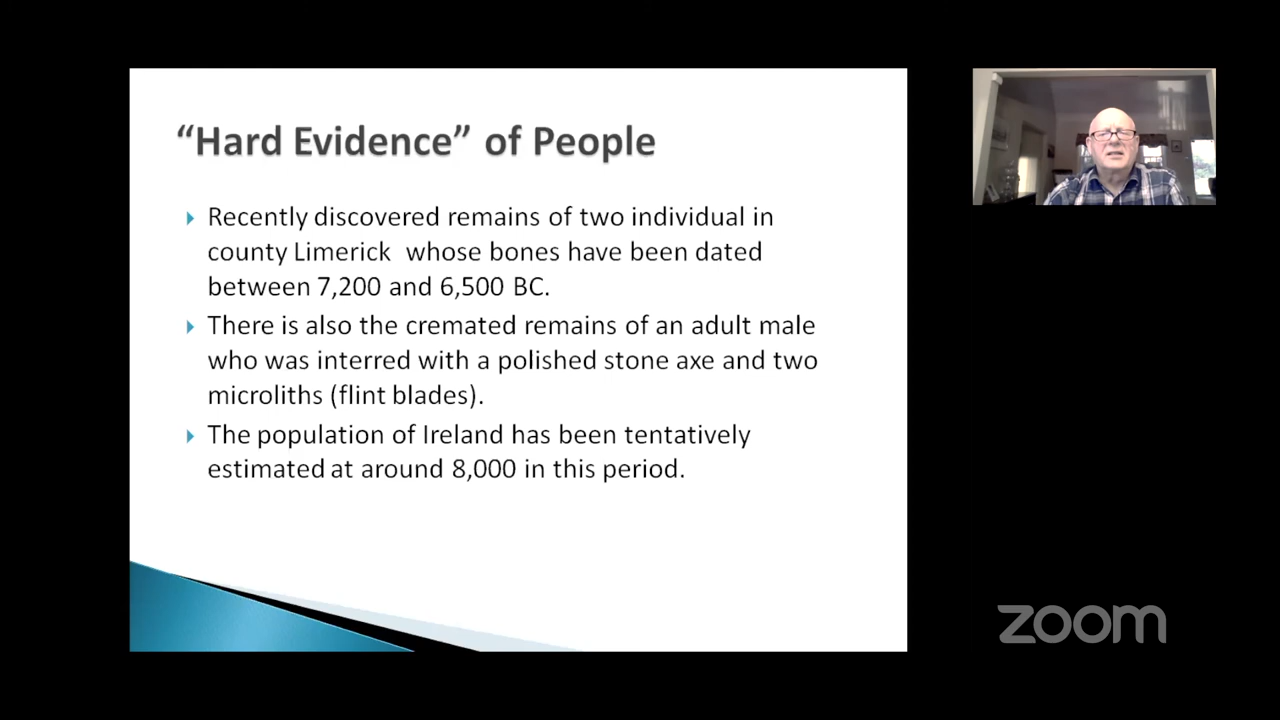 “Hard Evidence” of People
Recently discovered remains of two individual in
county Limerick whose bones have been dated
between 7,200 and 6,500 BC.
There is also the cremated remains of an adult male
who was interred with a polished stone axe and two
microliths (flint blades).
The population of Ireland has been tentatively
estimated at around 8,000 in this period.
zoom